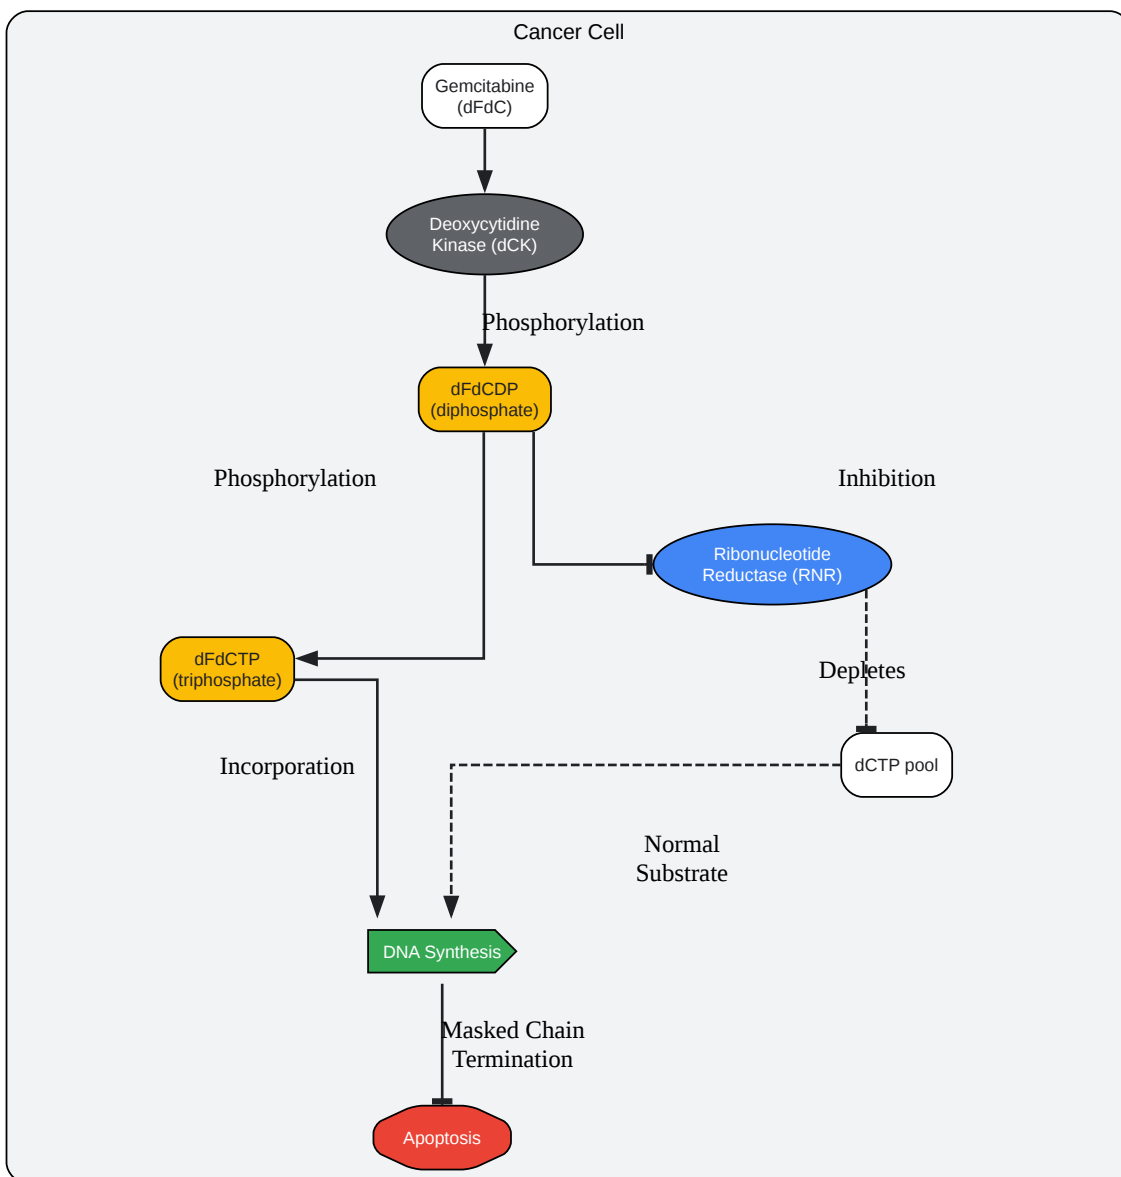 Cancer Cell
Gemcitabine
(dFdC)
Deoxycytidine
Kinase (dCK)
Phosphorylation
dFdCDP
(diphosphate)
Phosphorylation
Inhibition
Ribonucleotide
Reductase (RNR)
dFdCTP
(triphosphate)
Depletes
Incorporation
dCTP pool
Normal
Substrate
DNA Synthesis
Masked Chain
Termination
Apoptosis